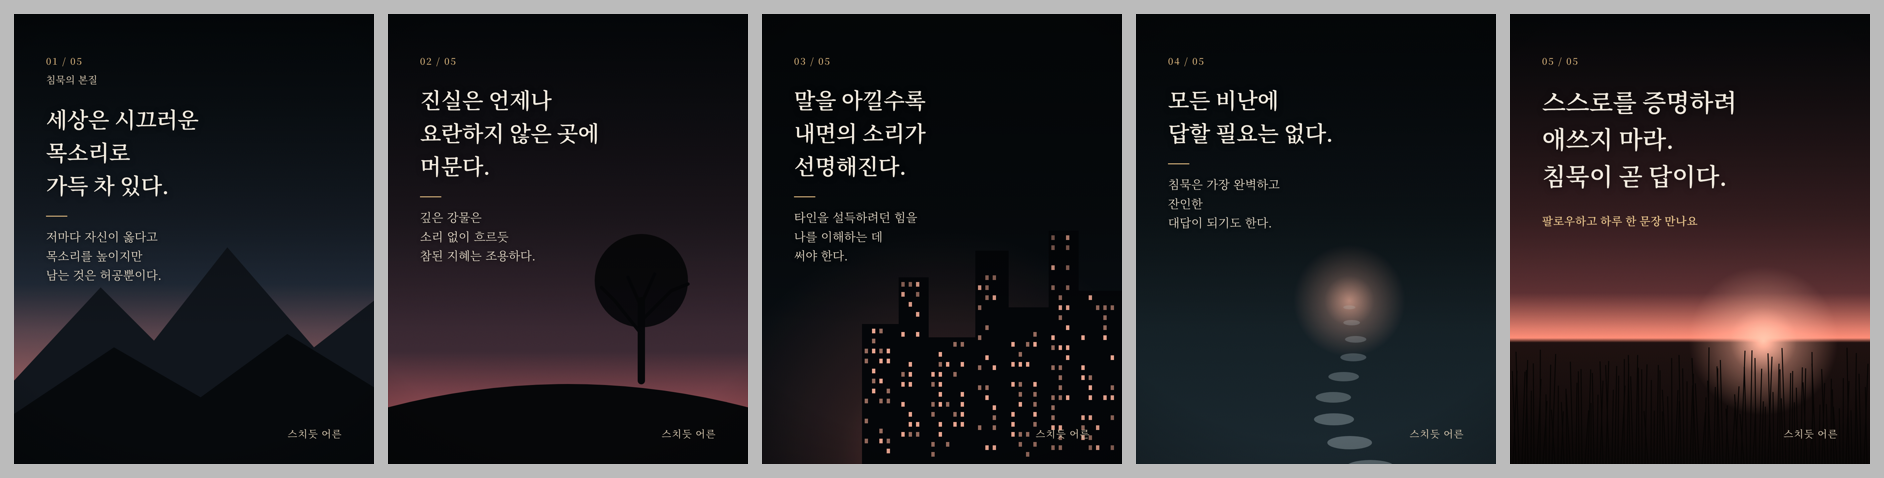 01 / 05
침묵의 본질
세상은 시끄러운
목소리로
가득 차 있다.
저마다 자신이 옳다고
목소리를 높이지만
남는 것은 허공뿐이다.
스치듯 어른
02 / 05
진실은 언제나
요란하지 않은 곳에
머문다.
깊은 강물은
소리 없이 흐르듯
참된 지혜는 조용하다.
스치듯 어른
03 / 05
말을 아낄수록
내면의 소리가
선명해진다.
타인을 설득하려던 힘을
나를 이해하는 데
써야 한다.
스치듯 어른
04 / 05
모든 비난에
답할 필요는 없다.
침묵은 가장 완벽하고
잔인한
대답이 되기도 한다.
스치듯 어른
05 / 05
스스로를 증명하려
애쓰지 마라.
침묵이 곧 답이다.
팔로우하고 하루 한 문장 만나요
스치듯 어른